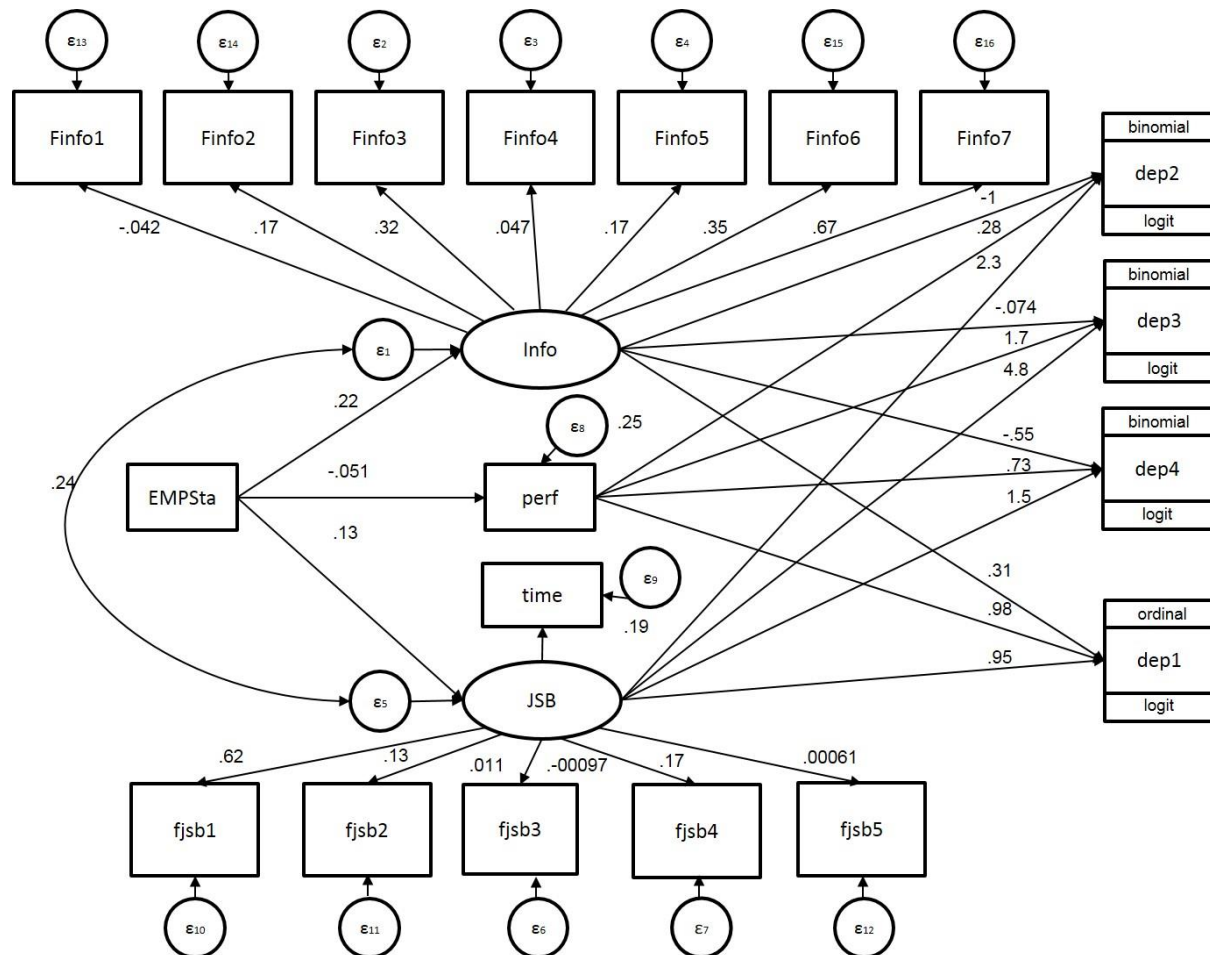 ε13 ε14 ε2 ε3 ε4 ε15 ε16
Finfo1 Finfo2 Finfo3 Finfo4 Finfo5 Finfo6 Finfo7
binomial
dep2
logit
-.042 .17 .32 .047 .17 .35 .67
-1
.28
2.3
binomial
dep3
logit
-.074
1.7
4.8
ε1
Info
.22
ε8
.25
binomial
dep4
logit
-.55
.73
1.5
.24
EMPSta
-.051
perf
.13
time
ε9
.19
.31
.98
.95
ordinal
dep1
logit
ε5
JSB
.62 .13 .011 .-00097 .17 .00061
fjsb1 fjsb2 fjsb3 fjsb4 fjsb5
ε10 ε11 ε6 ε7 ε12